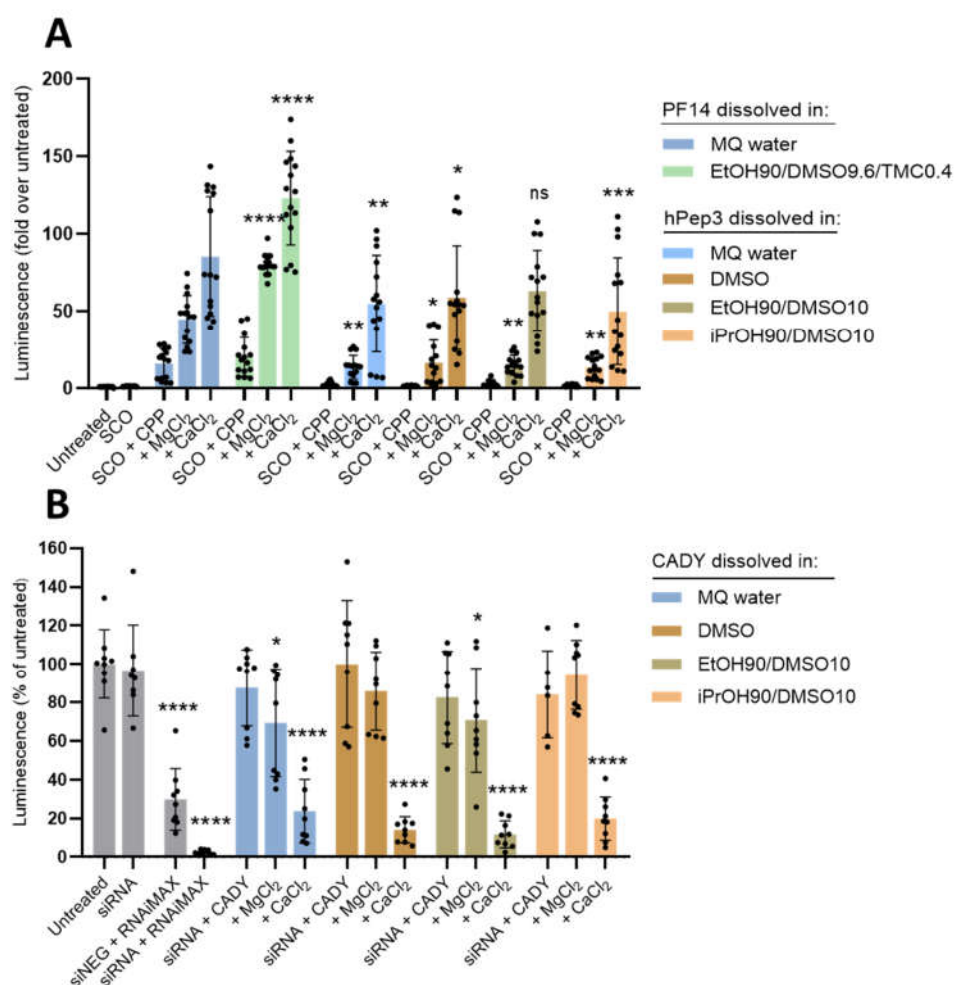 A
Luminescence (fold over untreated)
200
150
100
50
0
****
****
**
**
*
*
**
ns
**
***
Untreated
SCO
SCO + CPP
+ MgCl₂
+ CaCl₂
SCO + CPP
+ MgCl₂
+ CaCl₂
SCO + CPP
+ MgCl₂
+ CaCl₂
SCO + CPP
+ MgCl₂
+ CaCl₂
SCO + CPP
+ MgCl₂
+ CaCl₂
SCO + CPP
+ MgCl₂
+ CaCl₂
PF14 dissolved in:
MQ water
EtOH90/DMSO9.6/TMC0.4
hPep3 dissolved in:
MQ water
DMSO
EtOH90/DMSO10
iPrOH90/DMSO10
B
Luminescence (% of untreated)
160
140
120
100
80
60
40
20
0
****
****
*
****
****
*
****
****
Untreated
siRNA
siNEG + RNAiMAX
siRNA + RNAiMAX
siRNA + CADY
+ MgCl₂
+ CaCl₂
siRNA + CADY
+ MgCl₂
+ CaCl₂
siRNA + CADY
+ MgCl₂
+ CaCl₂
siRNA + CADY
+ MgCl₂
+ CaCl₂
CADY dissolved in:
MQ water
DMSO
EtOH90/DMSO10
iPrOH90/DMSO10